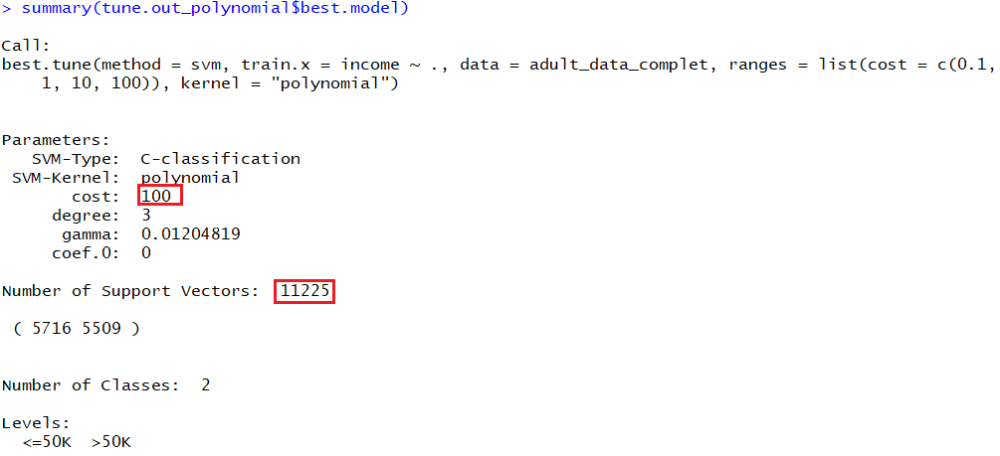 > summary(tune.out_polynomial$best.model)
Call:
best.tune(method = svm, train.x = income ~ ., data = adult_data_complet, ranges = list(cost = c(0.1,
    1, 10, 100)), kernel = "polynomial")
Parameters:
   SVM-Type:  C-classification
 SVM-Kernel:  polynomial
       cost:  100
     degree:  3
      gamma:  0.01204819
     coef.0:  0
Number of Support Vectors:  11225
 ( 5716 5509 )
Number of Classes:  2
Levels:
  <=50K  >50K